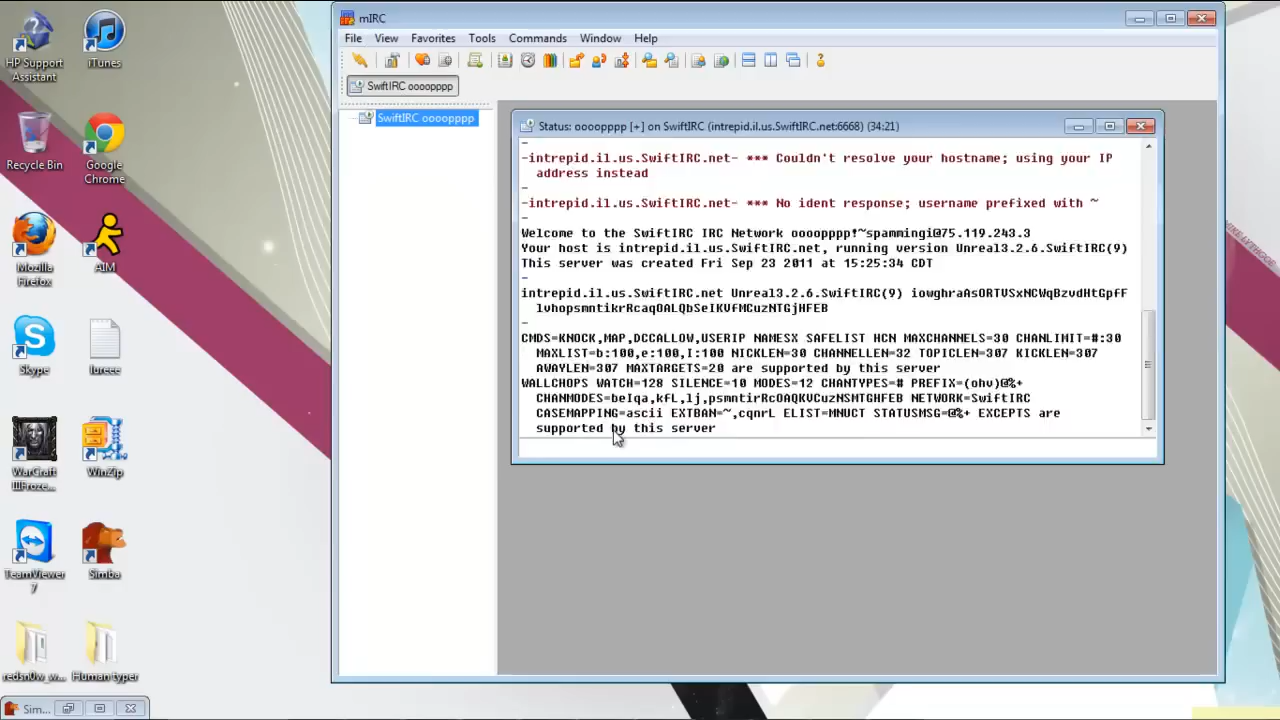 HP Support
Assistant
iTunes
Recycle Bin
Google
Chrome
Mozilla
Firefox
AIM
Skype
WarCraft
III Froze...
WinZip
TeamViewer
7
Simba
redsn0w_w...
Human typer
Sim...
mIRC
File View Favorites Tools Commands Window Help
SwiftIRC oooopppp
SwiftIRC oooopppp
Status: oooopppp [+] on SwiftIRC (intrepid.il.us.SwiftIRC.net:6668) (34:21)
-
-intrepid.il.us.SwiftIRC.net- *** Couldn't resolve your hostname; using your IP
address instead
-
-intrepid.il.us.SwiftIRC.net- *** No ident response; username prefixed with ~
-
Welcome to the SwiftIRC IRC Network oooopppp!~spammingi@75.119.243.3
Your host is intrepid.il.us.SwiftIRC.net, running version Unreal3.2.6.SwiftIRC(9)
This server was created Fri Sep 23 2011 at 15:25:34 CDT
-
intrepid.il.us.SwiftIRC.net Unreal3.2.6.SwiftIRC(9) iowghraAsORTVSxNCWqBzvdHtGpfF
lvhopsmntikrRcaqOALQbSeIKVfMCuzNTGjHFEB
-
CMDS=KNOCK,MAP,DCCALLOW,USERIP NAMESX SAFELIST HCN MAXCHANNELS=30 CHANLIMIT=#:30
MAXLIST=b:100,e:100,I:100 NICKLEN=30 CHANNELLEN=32 TOPICLEN=307 KICKLEN=307
AWAYLEN=307 MAXTARGETS=20 are supported by this server
WALLCHOPS WATCH=128 SILENCE=10 MODES=12 CHANTYPES=# PREFIX=(ohv)@%+
CHANMODES=beIqa,kfL,lj,psmntirRcOAQKVCuzNSMTGHFEB NETWORK=SwiftIRC
CASEMAPPING=ascii EXTBAN=~,cqnrL ELIST=MNUCT STATUSMSG=@%+ EXCEPTS are
supported by this server